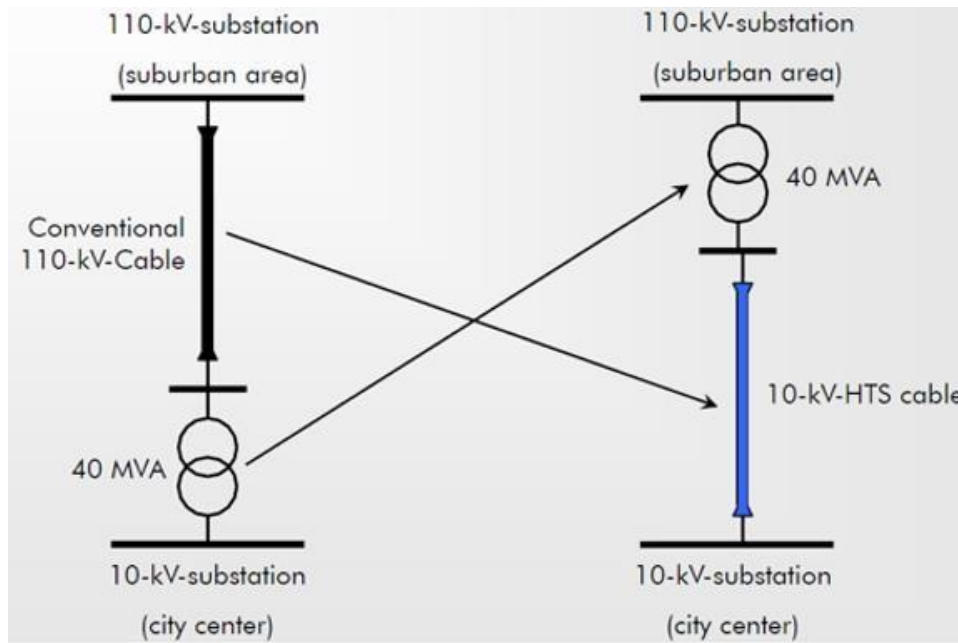 110-kV-substation
(suburban area)
Conventional
110-kV-Cable
40 MVA
10-kV-substation
(city center)
110-kV-substation
(suburban area)
40 MVA
10-kV-HTS cable
10-kV-substation
(city center)